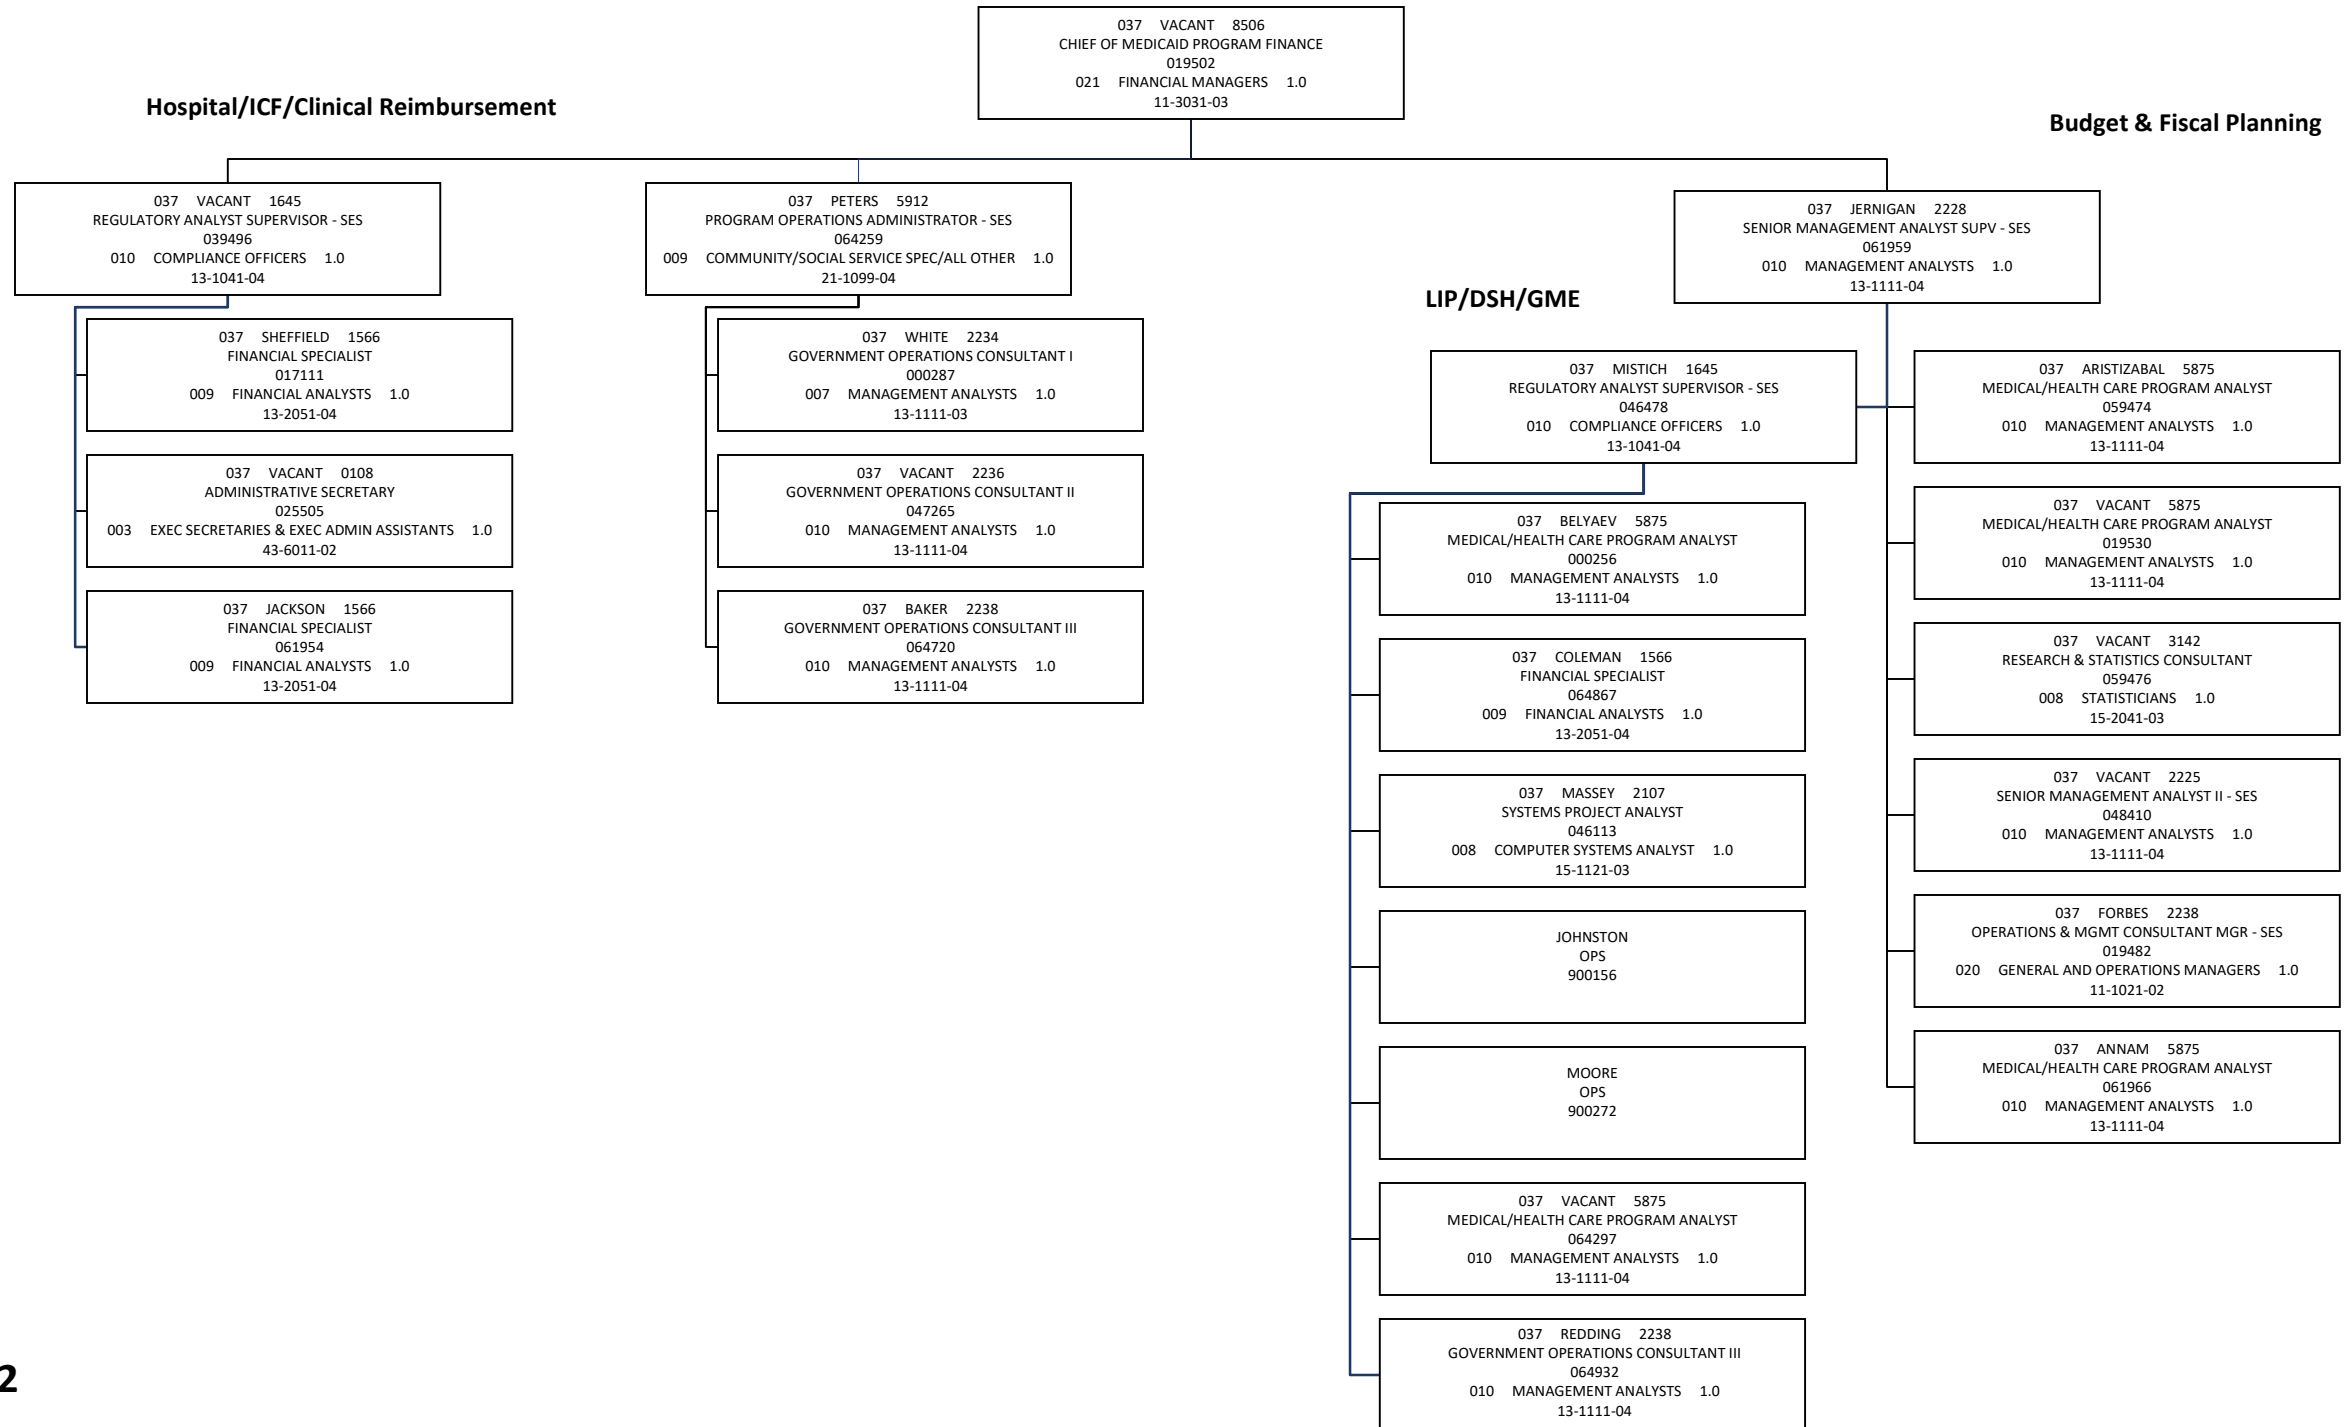 037 VACANT 8506
CHIEF OF MEDICAID PROGRAM FINANCE
019502
021 FINANCIAL MANAGERS 1.0
11-3031-03
Hospital/ICF/Clinical Reimbursement
Budget & Fiscal Planning
037 VACANT 1645
REGULATORY ANALYST SUPERVISOR - SES
039496
010 COMPLIANCE OFFICERS 1.0
13-1041-04
037 SHEFFIELD 1566
FINANCIAL SPECIALIST
017111
009 FINANCIAL ANALYSTS 1.0
13-2051-04
037 VACANT 0108
ADMINISTRATIVE SECRETARY
025505
003 EXEC SECRETARIES & EXEC ADMIN ASSISTANTS 1.0
43-6011-02
037 JACKSON 1566
FINANCIAL SPECIALIST
061954
009 FINANCIAL ANALYSTS 1.0
13-2051-04
037 PETERS 5912
PROGRAM OPERATIONS ADMINISTRATOR - SES
064259
009 COMMUNITY/SOCIAL SERVICE SPEC/ALL OTHER 1.0
21-1099-04
037 WHITE 2234
GOVERNMENT OPERATIONS CONSULTANT I
000287
007 MANAGEMENT ANALYSTS 1.0
13-1111-03
037 VACANT 2236
GOVERNMENT OPERATIONS CONSULTANT II
047265
010 MANAGEMENT ANALYSTS 1.0
13-1111-04
037 BAKER 2238
GOVERNMENT OPERATIONS CONSULTANT III
064720
010 MANAGEMENT ANALYSTS 1.0
13-1111-04
037 JERNIGAN 2228
SENIOR MANAGEMENT ANALYST SUPV - SES
061959
010 MANAGEMENT ANALYSTS 1.0
13-1111-04
LIP/DSH/GME
037 MISTICH 1645
REGULATORY ANALYST SUPERVISOR - SES
046478
010 COMPLIANCE OFFICERS 1.0
13-1041-04
037 BELYAEV 5875
MEDICAL/HEALTH CARE PROGRAM ANALYST
000256
010 MANAGEMENT ANALYSTS 1.0
13-1111-04
037 COLEMAN 1566
FINANCIAL SPECIALIST
064867
009 FINANCIAL ANALYSTS 1.0
13-2051-04
037 MASSEY 2107
SYSTEMS PROJECT ANALYST
046113
008 COMPUTER SYSTEMS ANALYST 1.0
15-1121-03
JOHNSTON
OPS
900156
MOORE
OPS
900272
037 VACANT 5875
MEDICAL/HEALTH CARE PROGRAM ANALYST
064297
010 MANAGEMENT ANALYSTS 1.0
13-1111-04
037 REDDING 2238
GOVERNMENT OPERATIONS CONSULTANT III
064932
010 MANAGEMENT ANALYSTS 1.0
13-1111-04
037 ARISTIZABAL 5875
MEDICAL/HEALTH CARE PROGRAM ANALYST
059474
010 MANAGEMENT ANALYSTS 1.0
13-1111-04
037 VACANT 5875
MEDICAL/HEALTH CARE PROGRAM ANALYST
019530
010 MANAGEMENT ANALYSTS 1.0
13-1111-04
037 VACANT 3142
RESEARCH & STATISTICS CONSULTANT
059476
008 STATISTICIANS 1.0
15-2041-03
037 VACANT 2225
SENIOR MANAGEMENT ANALYST II - SES
048410
010 MANAGEMENT ANALYSTS 1.0
13-1111-04
037 FORBES 2238
OPERATIONS & MGMT CONSULTANT MGR - SES
019482
020 GENERAL AND OPERATIONS MANAGERS 1.0
11-1021-02
037 ANNAM 5875
MEDICAL/HEALTH CARE PROGRAM ANALYST
061966
010 MANAGEMENT ANALYSTS 1.0
13-1111-04
2